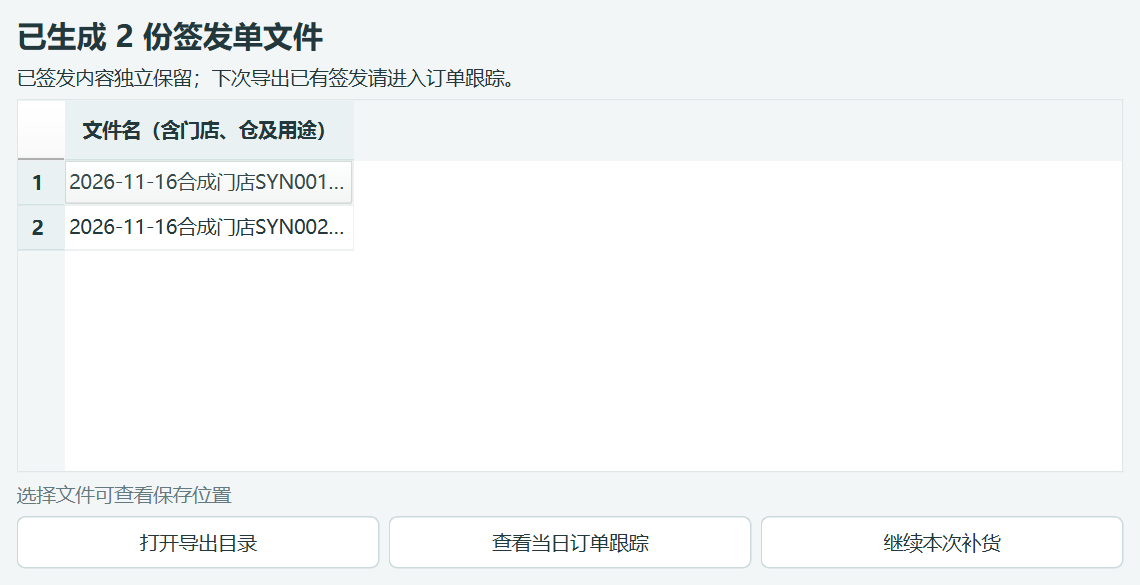 已生成 2 份签发单文件
已签发内容独立保留；下次导出已有签发请进入订单跟踪。
文件名（含门店、仓及用途）
1 2026-11-16合成门店SYN001...
2 2026-11-16合成门店SYN002...
选择文件可查看保存位置
打开导出目录 查看当日订单跟踪 继续本次补货